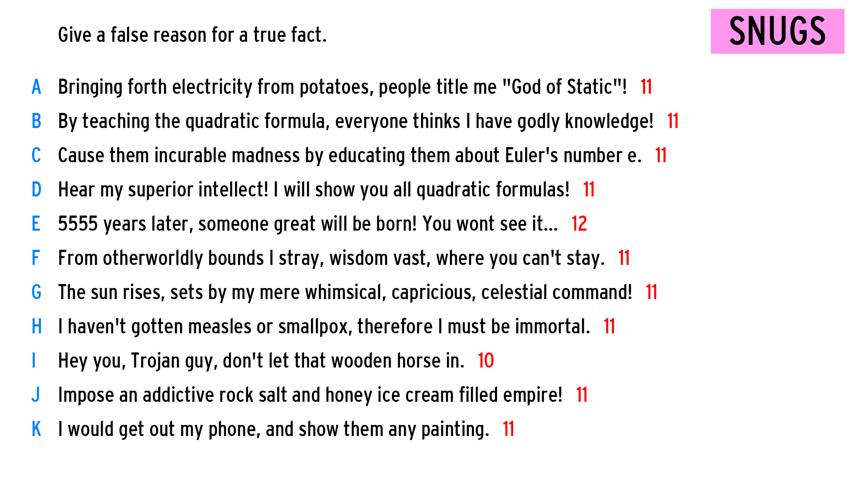 Give a false reason for a true fact.
SNUGS
A Bringing forth electricity from potatoes, people title me "God of Static"! 11
B By teaching the quadratic formula, everyone thinks I have godly knowledge! 11
C Cause them incurable madness by educating them about Euler's number e. 11
D Hear my superior intellect! I will show you all quadratic formulas! 11
E 5555 years later, someone great will be born! You wont see it... 12
F From otherworldly bounds I stray, wisdom vast, where you can't stay. 11
G The sun rises, sets by my mere whimsical, capricious, celestial command! 11
H I haven't gotten measles or smallpox, therefore I must be immortal. 11
I Hey you, Trojan guy, don't let that wooden horse in. 10
J Impose an addictive rock salt and honey ice cream filled empire! 11
K I would get out my phone, and show them any painting. 11